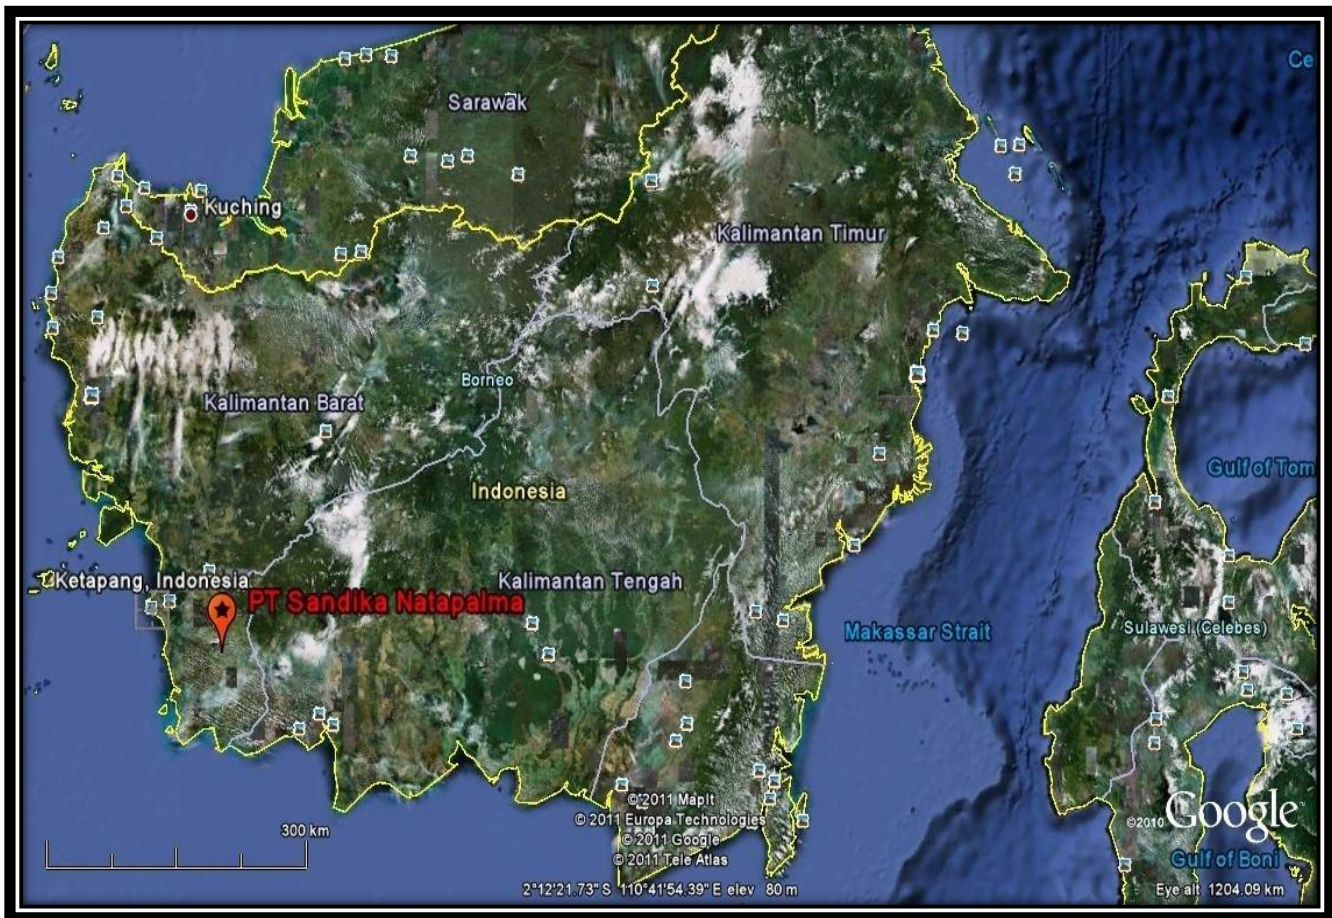 Ce
Sarawak
Kuching
Kalimantan Timur
Borneo
Kalimantan Barat
Gulf of Tom
Indonesia
Ketapang, Indonesia
Kalimantan Tengah
PT Sandika Natapalma
Makassar Strait
Sulawesi (Celebes)
300 km
© 2011 MapIt
© 2011 Europa Technologies
© 2011 Google
© 2011 Tele Atlas
©2010 Google
Gulf of Boni
2°12'21.73" S 110°41'54.39" E elev 80 m
Eye alt 1204.09 km